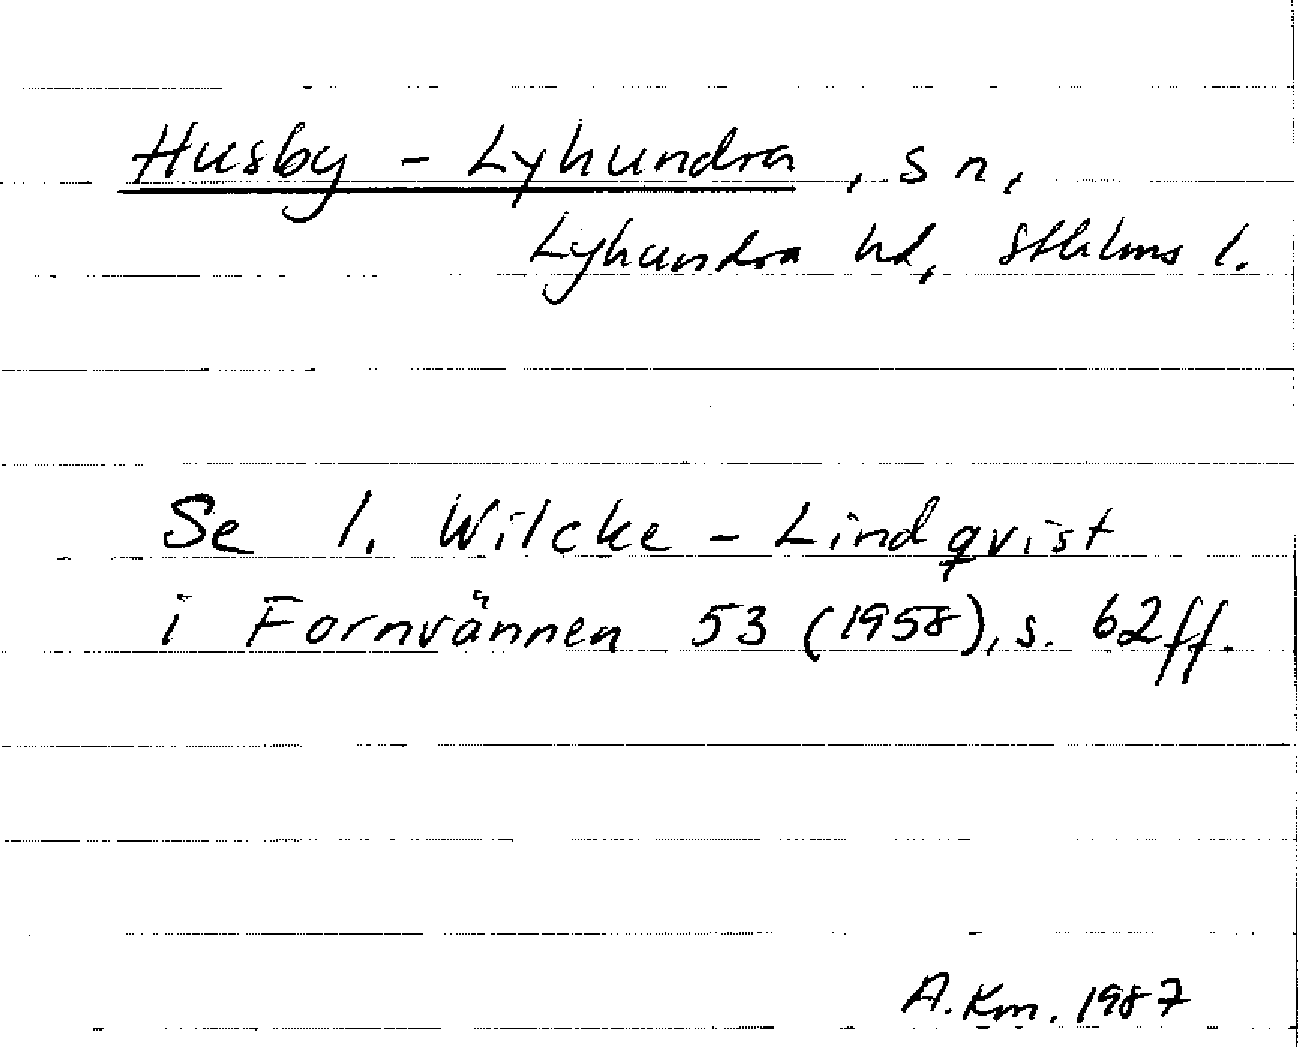 Husby - Lyhundra, sn,
Lyhundra hd, Sthlms l.
Se I. Wilcke - Lindqvist
i Fornvännen 53 (1958), s. 62ff.
A. Km. 1987